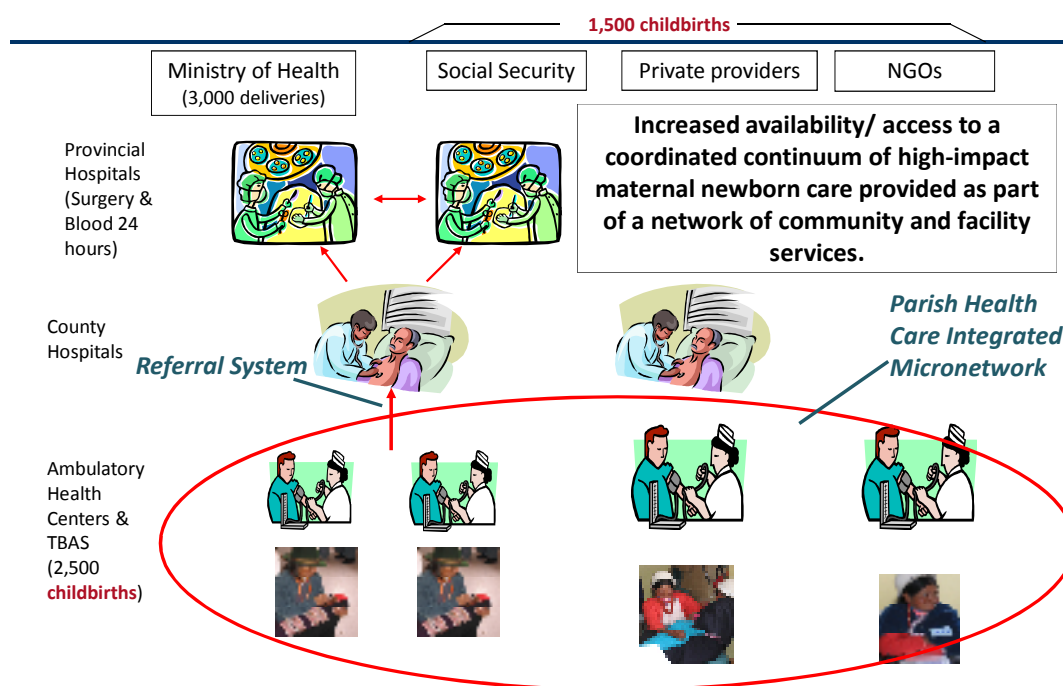 1,500 childbirths
Ministry of Health
(3,000 deliveries)
Social Security
Private providers
NGOs
Increased availability/ access to a
coordinated continuum of high-impact
maternal newborn care provided as part
of a network of community and facility
services.
Provincial
Hospitals
(Surgery &
Blood 24
hours)
County
Hospitals
Referral System
Parish Health
Care Integrated
Micronetwork
Ambulatory
Health
Centers &
TBAS
(2,500
childbirths)